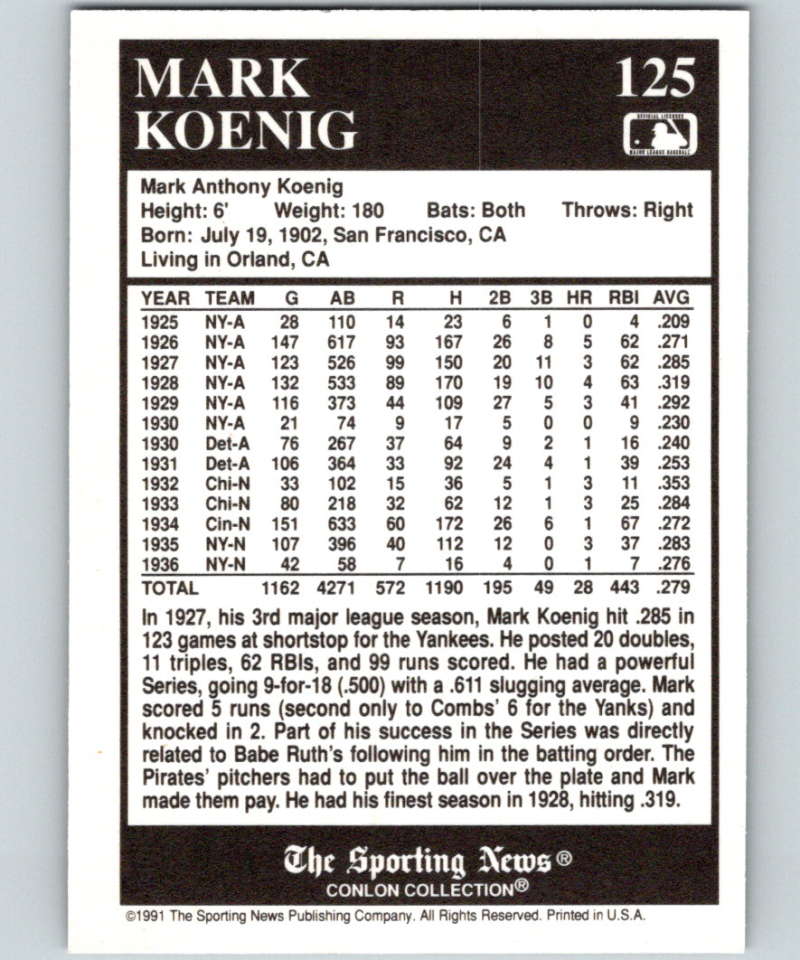 MARK
KOENIG
125
OFFICIAL LICENSEE
MAJOR LEAGUE BASEBALL
Mark Anthony Koenig
Height: 6' Weight: 180 Bats: Both Throws: Right
Born: July 19, 1902, San Francisco, CA
Living in Orland, CA
YEAR TEAM G AB R H 2B 3B HR RBI AVG
1925 NY-A 28 110 14 23 6 1 0 4 .209
1926 NY-A 147 617 93 167 26 8 5 62 .271
1927 NY-A 123 526 99 150 20 11 3 62 .285
1928 NY-A 132 533 89 170 19 10 4 63 .319
1929 NY-A 116 373 44 109 27 5 3 41 .292
1930 NY-A 21 74 9 17 5 0 0 9 .230
1930 Det-A 76 267 37 64 9 2 1 16 .240
1931 Det-A 106 364 33 92 24 4 1 39 .253
1932 Chi-N 33 102 15 36 5 1 3 11 .353
1933 Chi-N 80 218 32 62 12 1 3 25 .284
1934 Cin-N 151 633 60 172 26 6 1 67 .272
1935 NY-N 107 396 40 112 12 0 3 37 .283
1936 NY-N 42 58 7 16 4 0 1 7 .276
TOTAL 1162 4271 572 1190 195 49 28 443 .279
In 1927, his 3rd major league season, Mark Koenig hit .285 in
123 games at shortstop for the Yankees. He posted 20 doubles,
11 triples, 62 RBIs, and 99 runs scored. He had a powerful
Series, going 9-for-18 (.500) with a .611 slugging average. Mark
scored 5 runs (second only to Combs' 6 for the Yanks) and
knocked in 2. Part of his success in the Series was directly
related to Babe Ruth's following him in the batting order. The
Pirates' pitchers had to put the ball over the plate and Mark
made them pay. He had his finest season in 1928, hitting .319.
The Sporting News®
CONLON COLLECTION®
©1991 The Sporting News Publishing Company. All Rights Reserved. Printed in U.S.A.